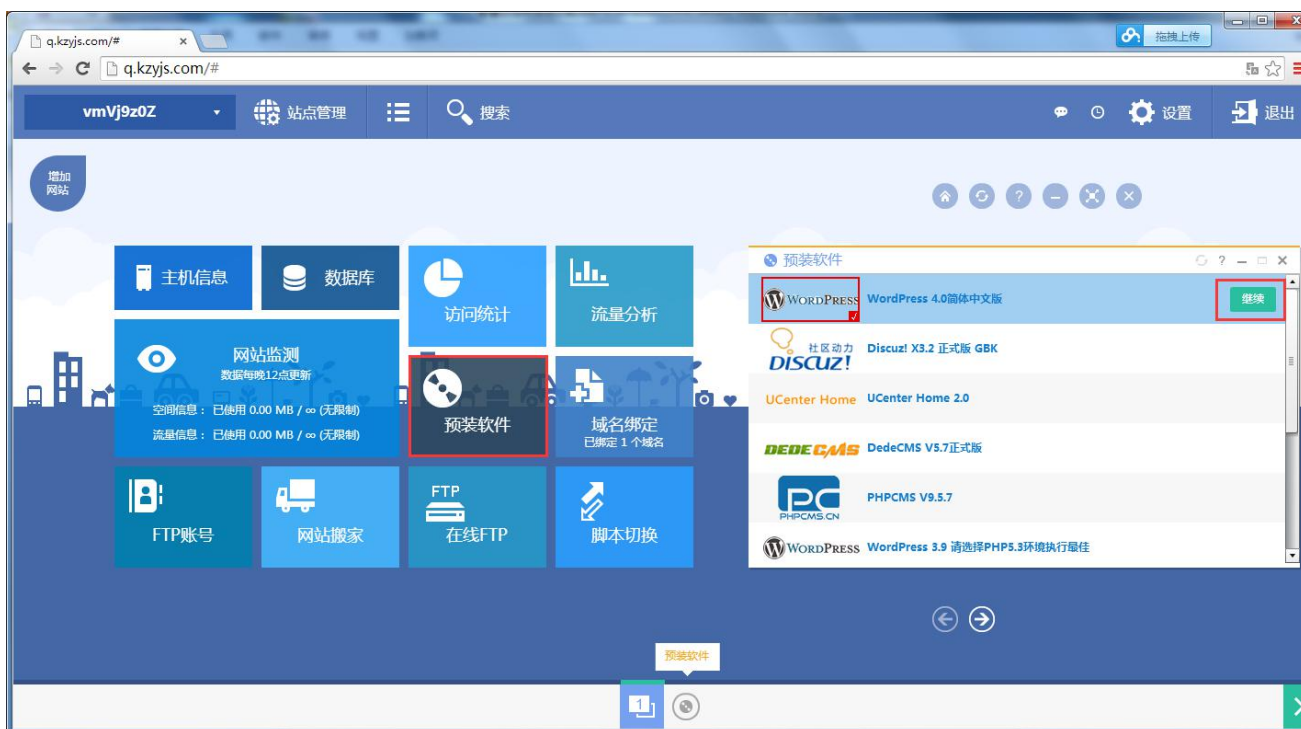 q.kzyjs.com/#
拖拽上传
q.kzyjs.com/#
vmVj9z0Z
站点管理
搜索
设置
退出
增加
网站
主机信息
数据库
访问统计
流量分析
网站监测
数据每晚12点更新
空间信息： 已使用 0.00 MB / ∞ (无限制)
流量信息： 已使用 0.00 MB / ∞ (无限制)
预装软件
域名绑定
已绑定 1 个域名
FTP账号
网站搬家
FTP
在线FTP
脚本切换
预装软件
WORDPRESS
WordPress 4.0简体中文版
继续
社区动力
DISCUZ!
Discuz! X3.2 正式版 GBK
UCenter Home
UCenter Home 2.0
DEDECMS
DedeCMS V5.7正式版
PC
PHPCMS.CN
PHPCMS V9.5.7
WORDPRESS
WordPress 3.9 请选择PHP5.3环境执行最佳
预装软件
1